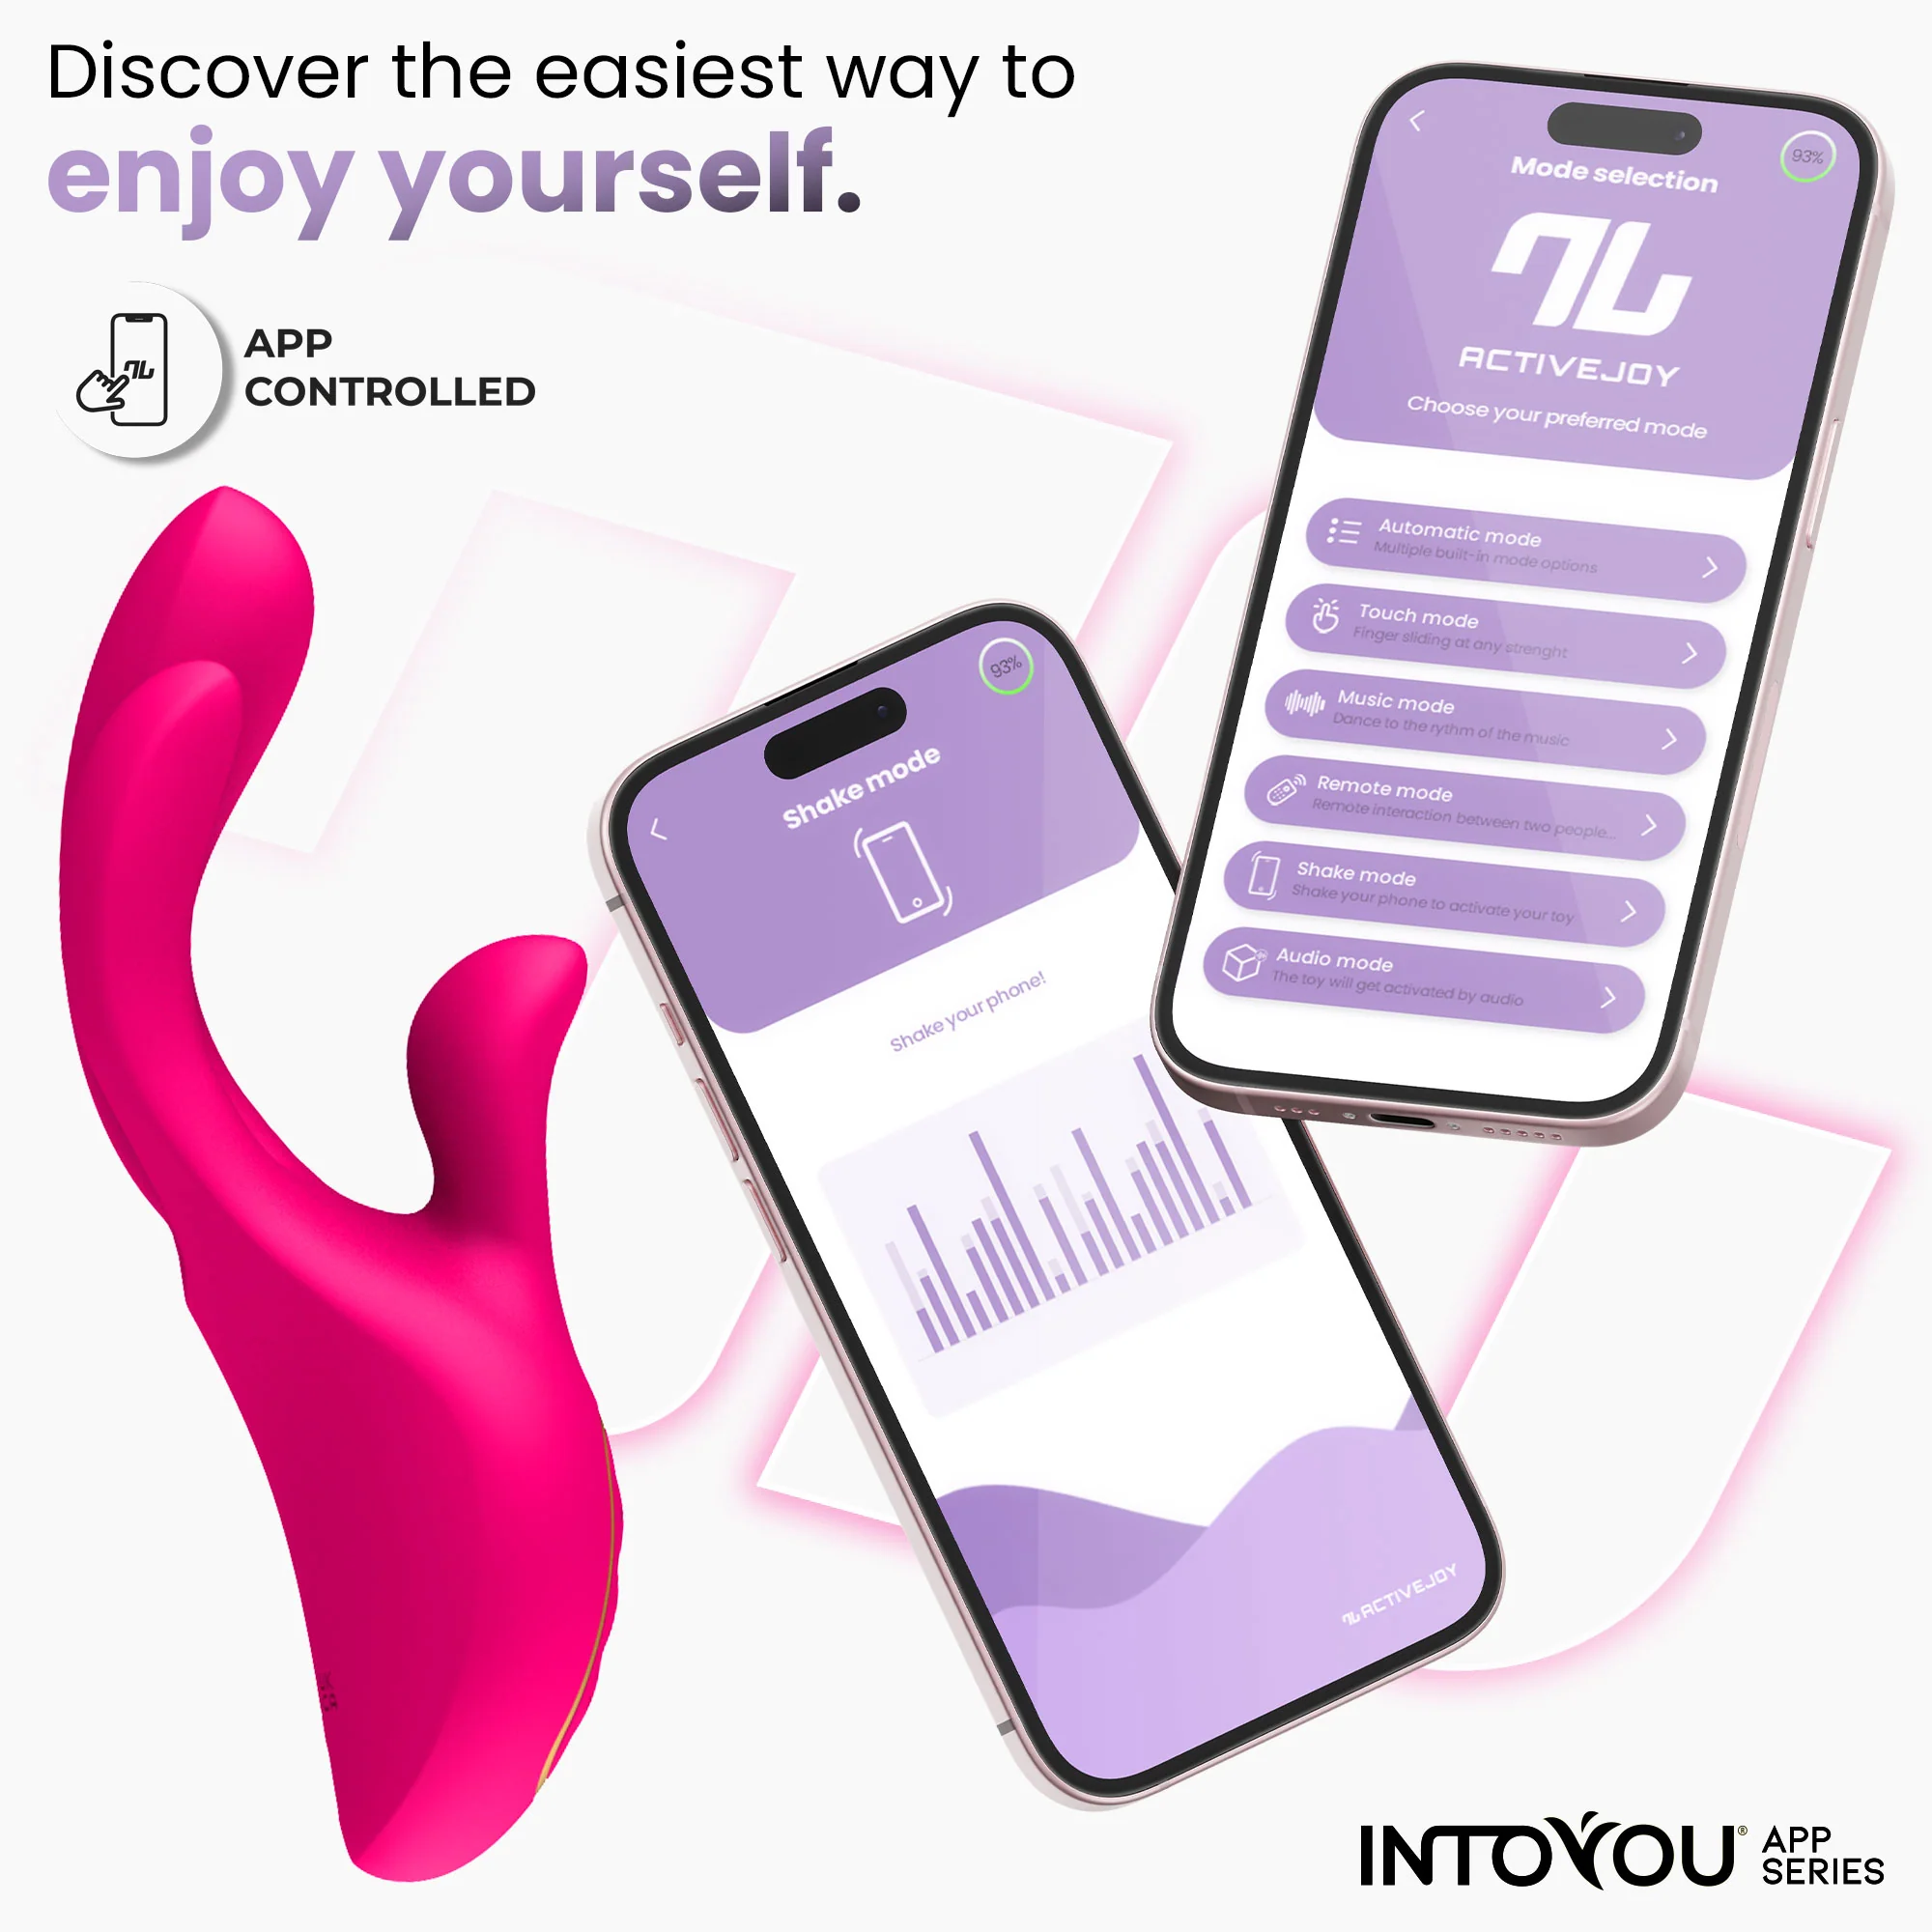 Discover the easiest way to
enjoy yourself.
APP
CONTROLLED
93%
Mode selection
ACTIVEJOY
Choose your preferred mode
Automatic mode
Multiple built-in mode options
Touch mode
Finger sliding at any strenght
Music mode
Dance to the rythm of the music
Remote mode
Remote interaction between two people...
Shake mode
Shake your phone to activate your toy
Audio mode
The toy will get activated by audio
93%
Shake mode
Shake your phone!
ACTIVEJOY
INTOYOU® APP
SERIES